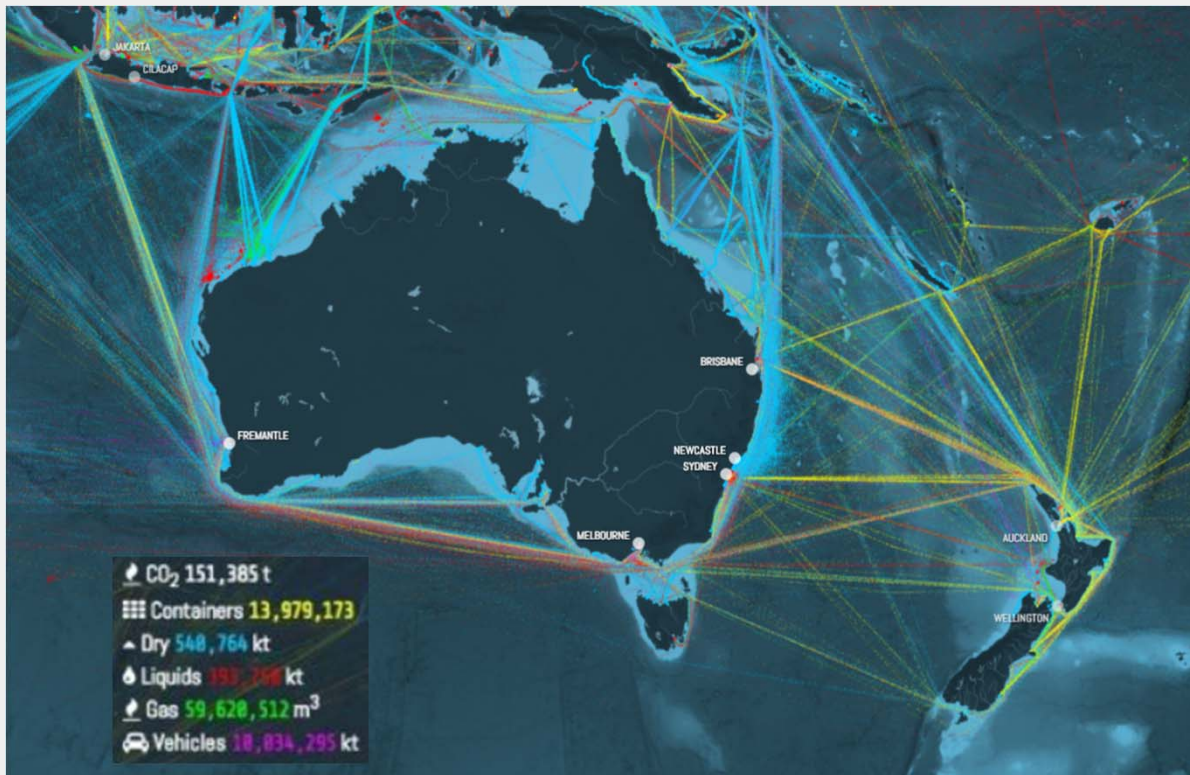 JAKARTA
CILACAP
BRISBANE
FREMANTLE
NEWCASTLE
SYDNEY
MELBOURNE
AUCKLAND
WELLINGTON
CO₂ 151,385 t
Containers 13,979,173
Dry 540,764 kt
Liquids kt
Gas 59,620,512 m³
Vehicles 10,034,295 kt